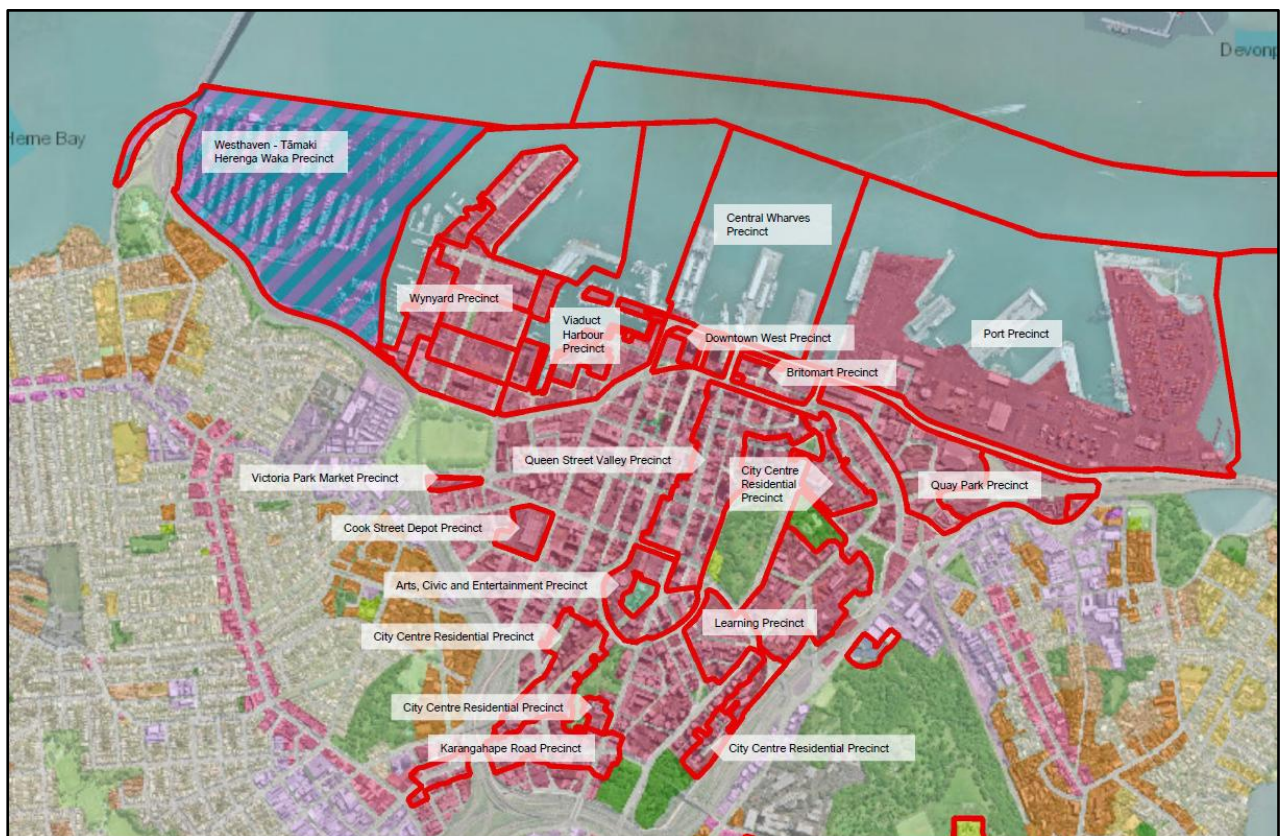 Devonp
Herne Bay
Westhaven - Tāmaki
Herenga Waka Precinct
Central Wharves
Precinct
Wynyard Precinct
Viaduct
Harbour
Precinct
Downtown West Precinct
Port Precinct
Britomart Precinct
Queen Street Valley Precinct
City Centre
Residential
Precinct
Victoria Park Market Precinct
Quay Park Precinct
Cook Street Depot Precinct
Arts, Civic and Entertainment Precinct
Learning Precinct
City Centre Residential Precinct
City Centre Residential Precinct
Karangahape Road Precinct
City Centre Residential Precinct